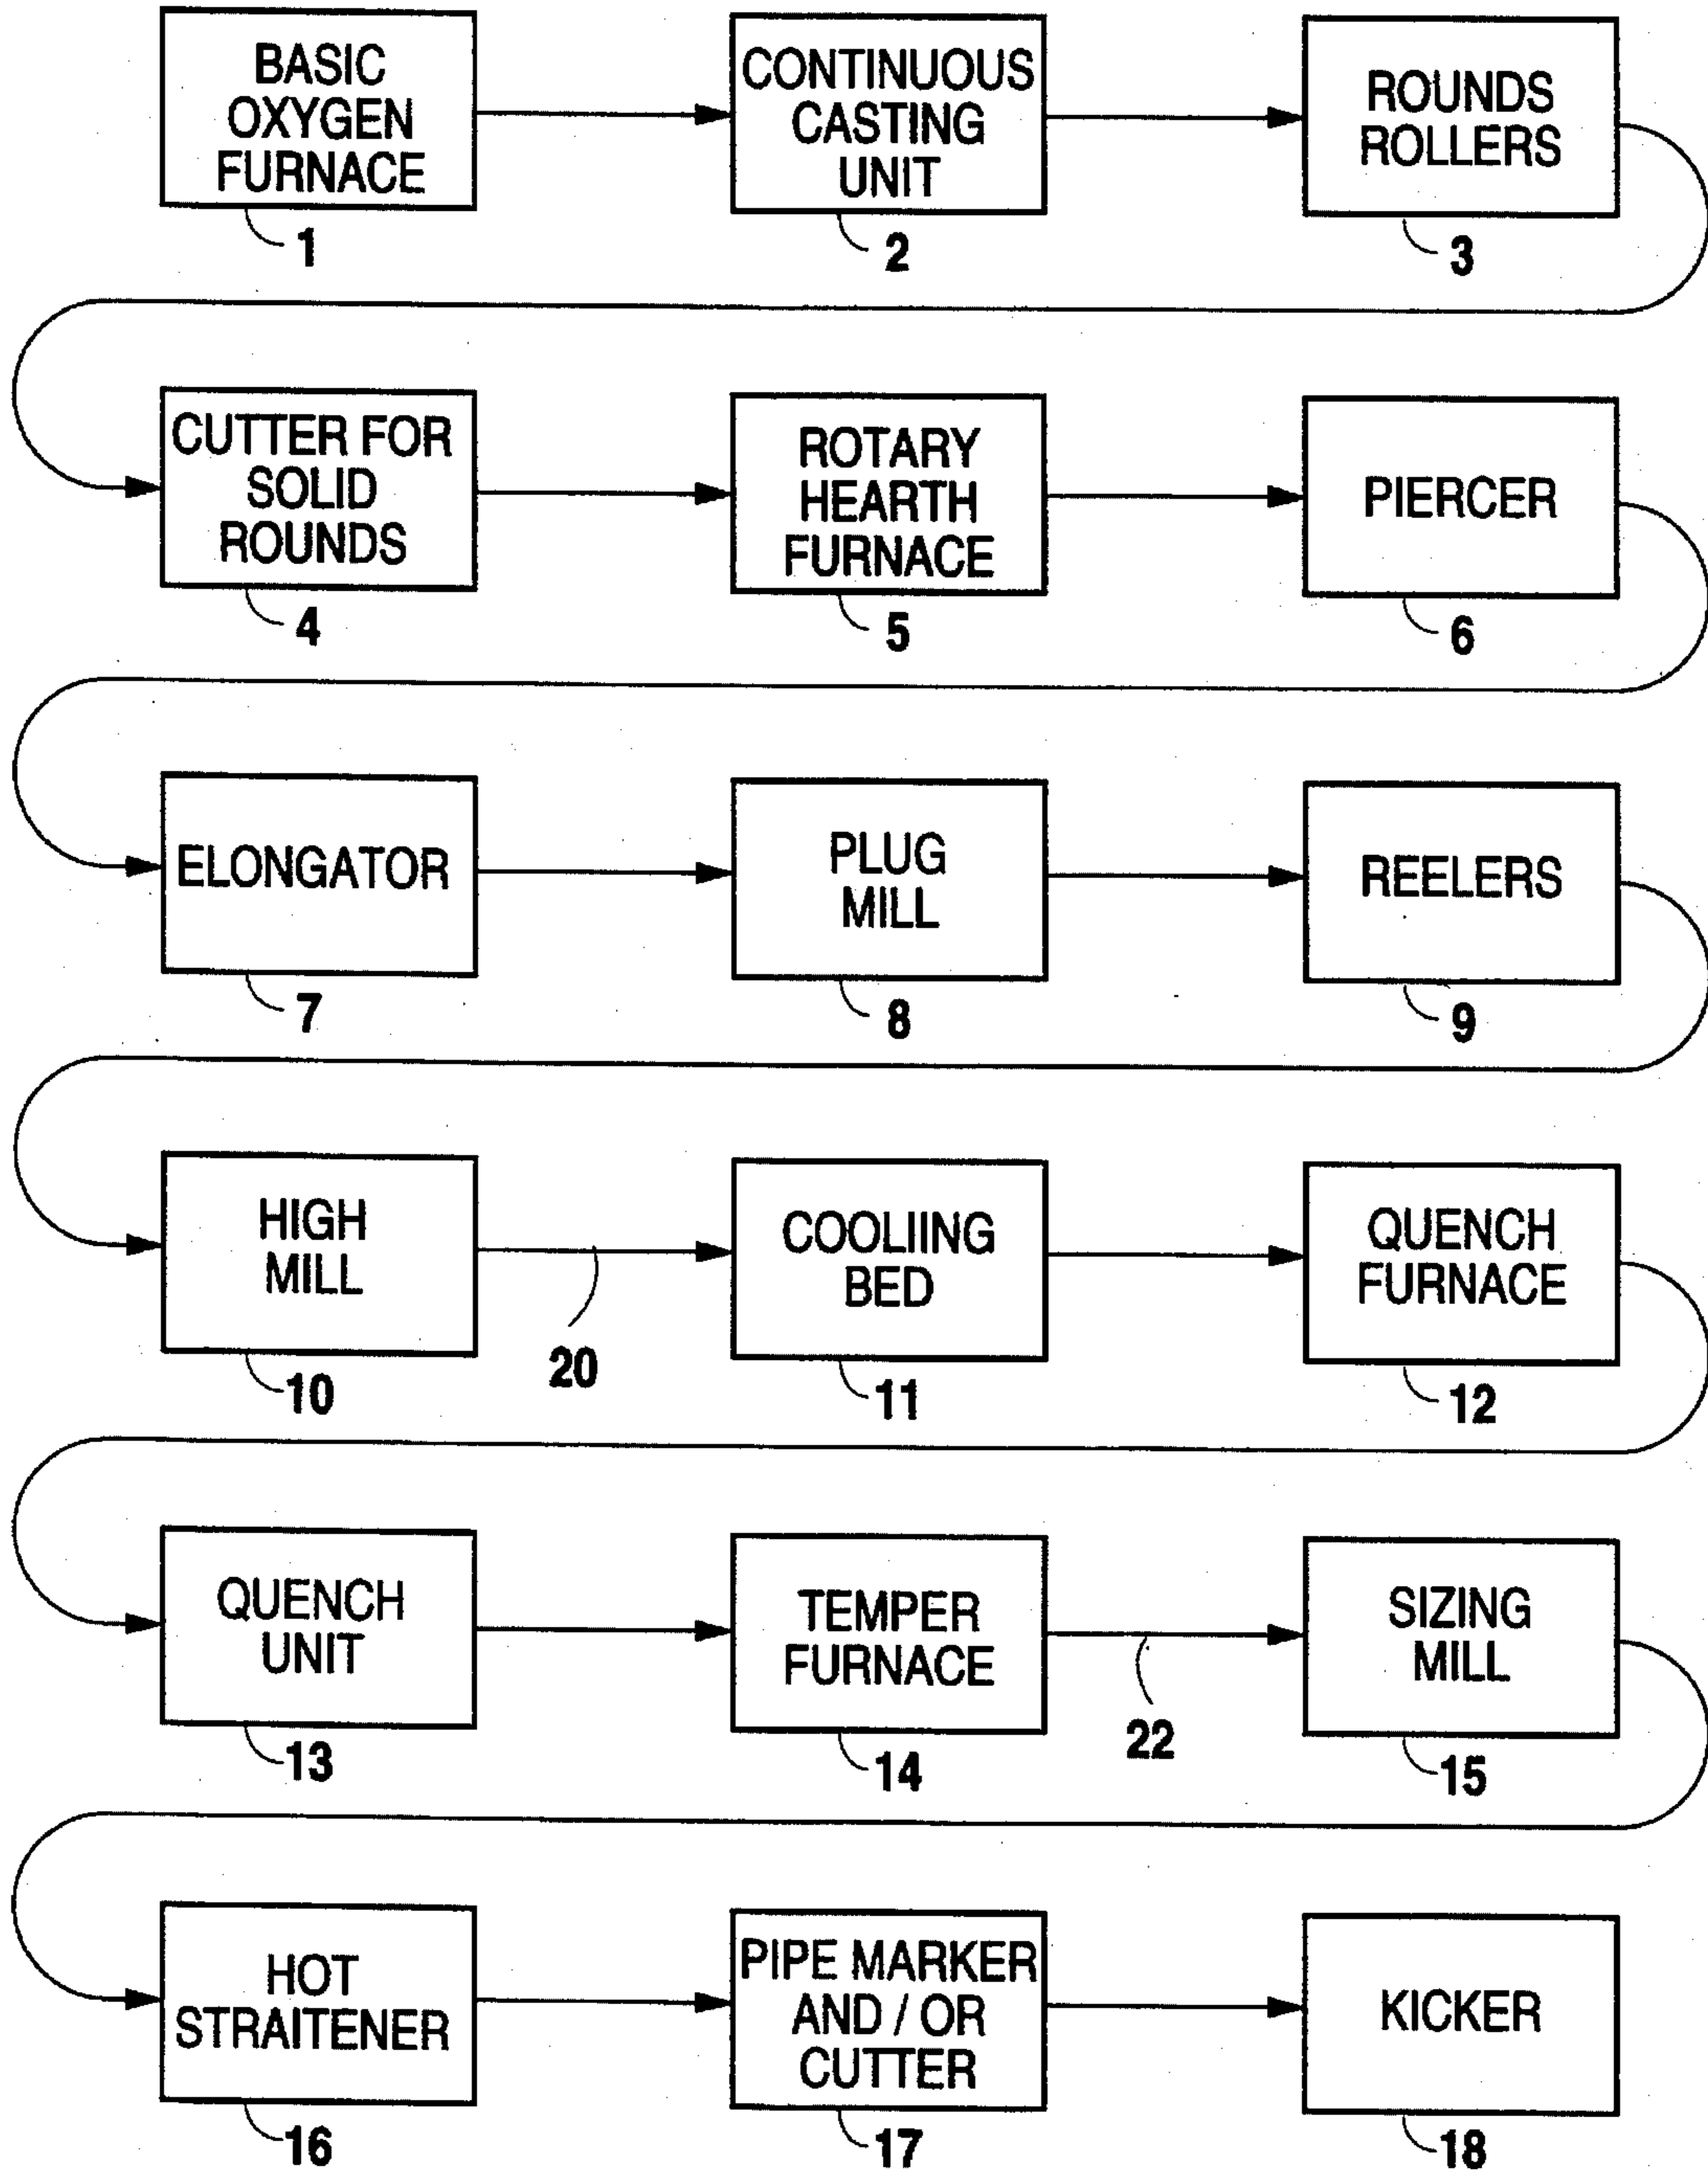 BASIC
OXYGEN
FURNACE
1
CONTINUOUS
CASTING
UNIT
2
ROUNDS
ROLLERS
3
CUTTER FOR
SOLID
ROUNDS
4
ROTARY
HEARTH
FURNACE
5
PIERCER
6
ELONGATOR
7
PLUG
MILL
8
REELERS
9
HIGH
MILL
10
20
COOLIING
BED
11
QUENCH
FURNACE
12
QUENCH
UNIT
13
TEMPER
FURNACE
14
22
SIZING
MILL
15
HOT
STRAITENER
16
PIPE MARKER
AND / OR
CUTTER
17
KICKER
18